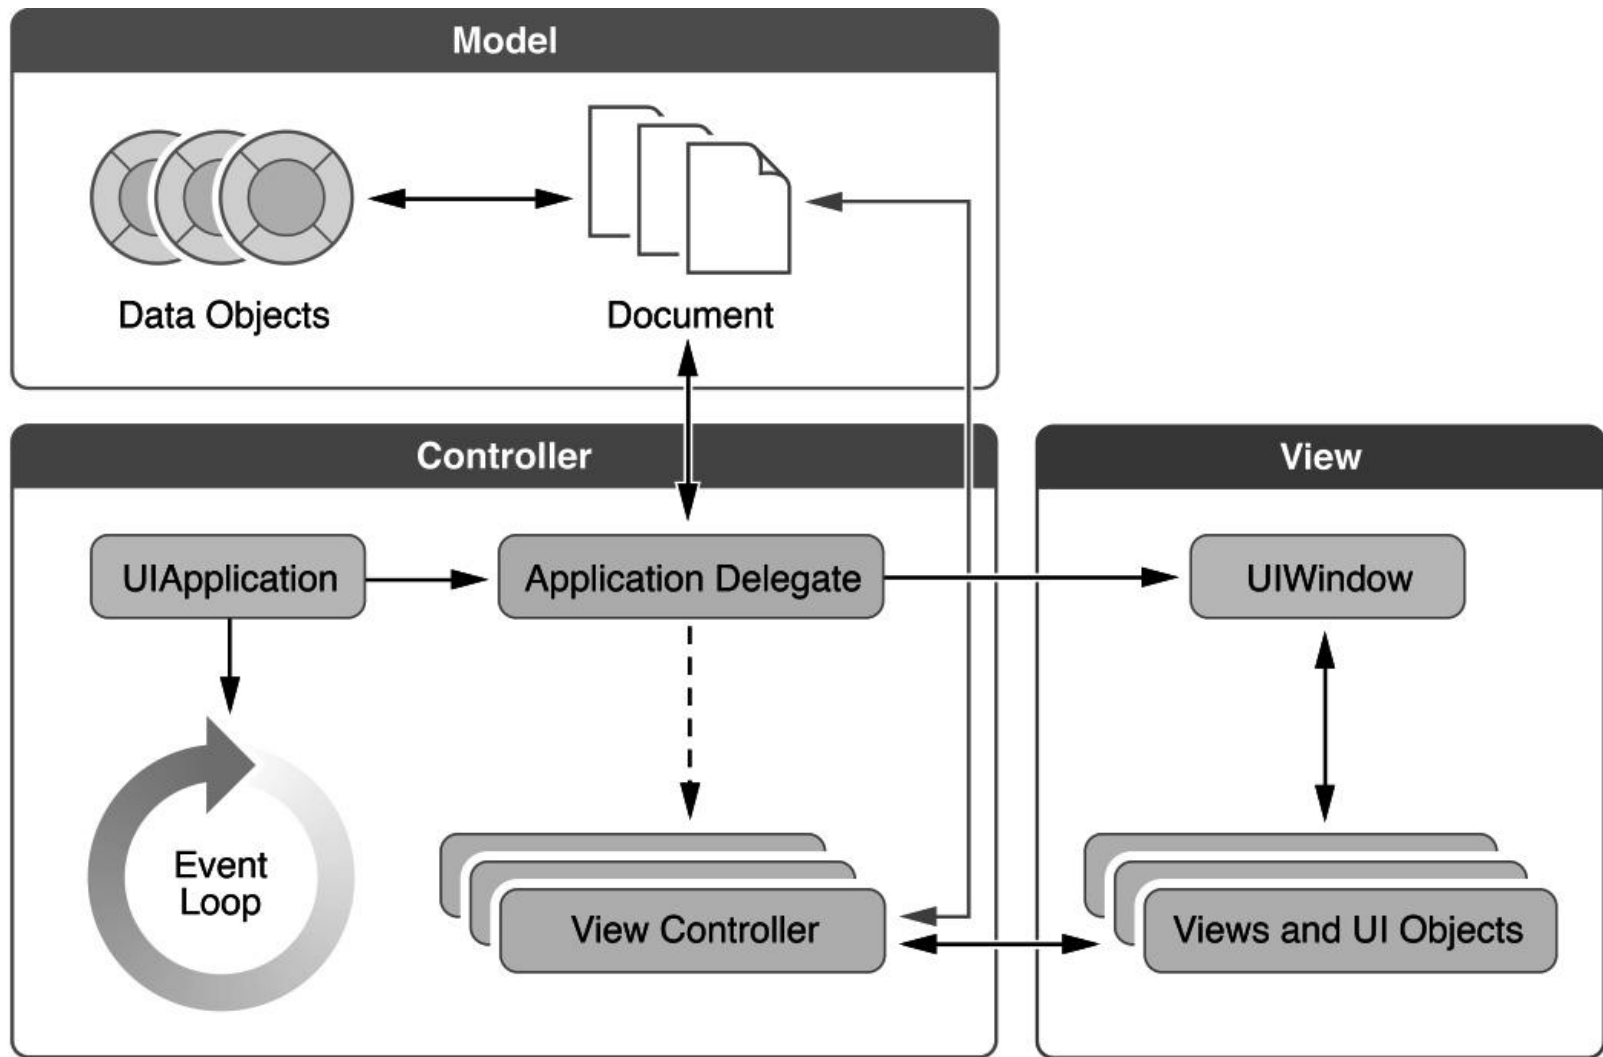 Model
Data Objects
Document
Controller
View
UIApplication
Application Delegate
UIWindow
Event
Loop
View Controller
Views and UI Objects